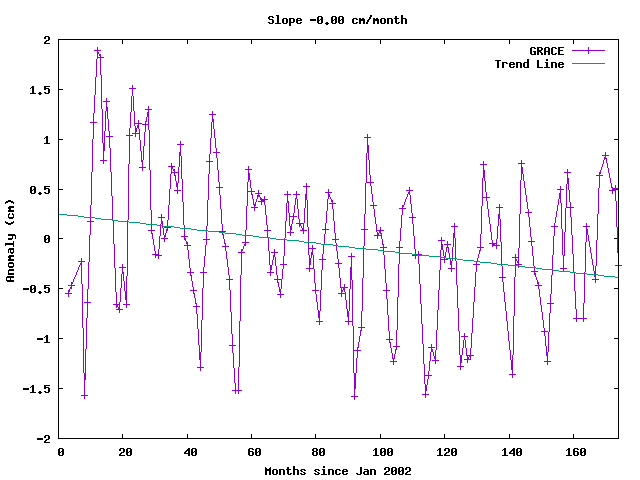 Slope -0.00 cm/month
GRACE
Trend Line
2
1.5
1
0.5
0
-0.5
-1
-1.5
-2
Anomaly (cm)
0 20 40 60 80 100 120 140 160
Months since Jan 2002